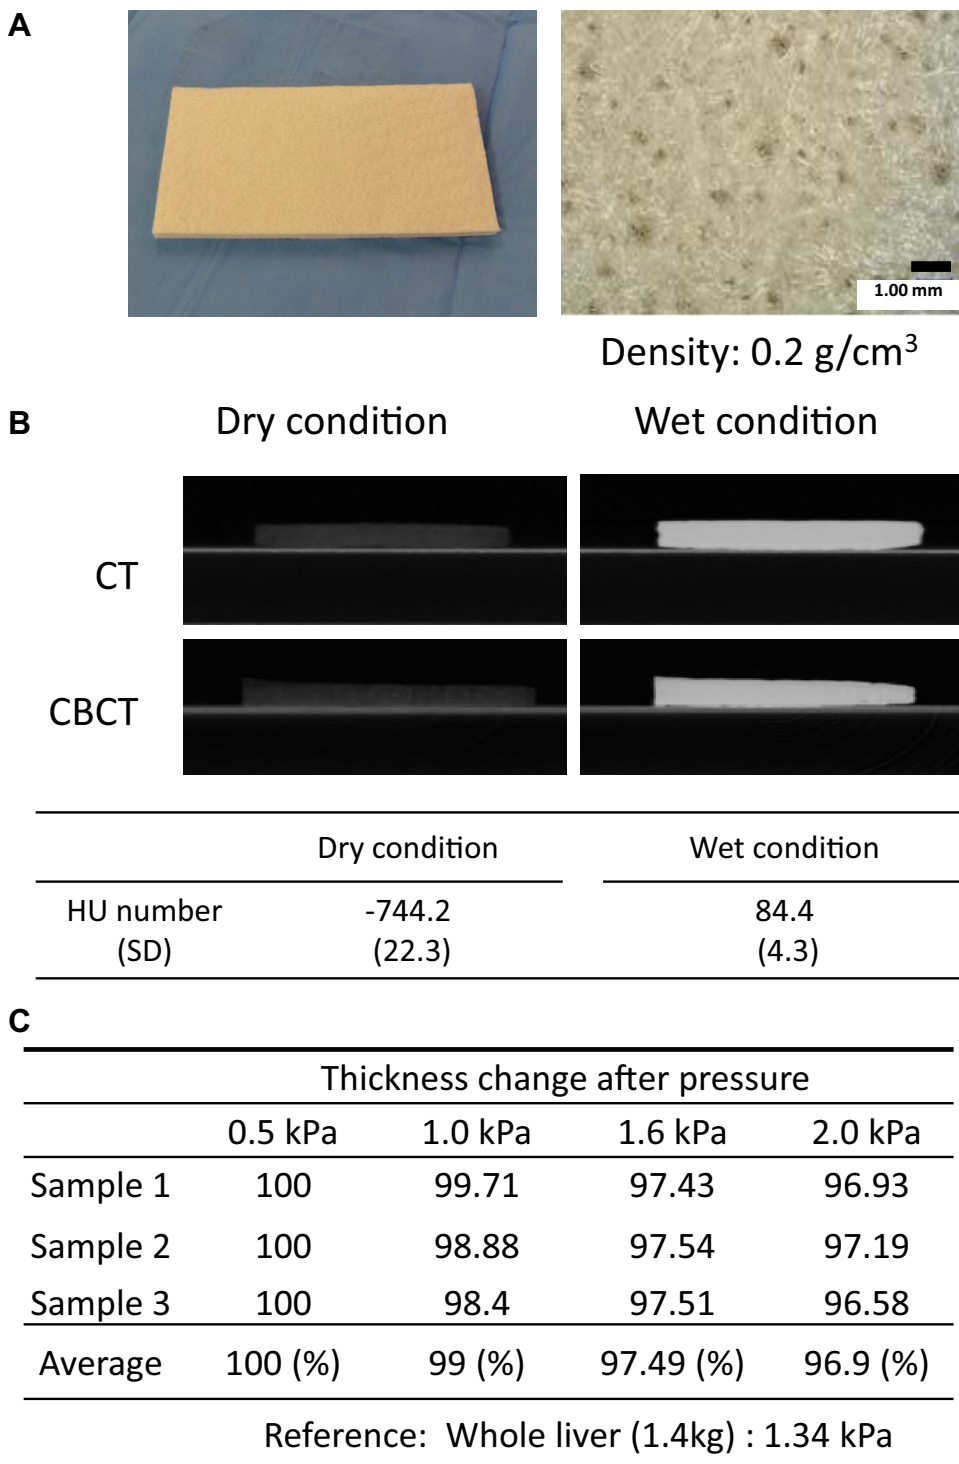 A
1.00 mm
Density: 0.2 g/cm³
B
Dry condition Wet condition
CT
CBCT
Dry condition Wet condition
HU number -744.2 84.4
(SD) (22.3) (4.3)
C
Thickness change after pressure
0.5 kPa 1.0 kPa 1.6 kPa 2.0 kPa
Sample 1 100 99.71 97.43 96.93
Sample 2 100 98.88 97.54 97.19
Sample 3 100 98.4 97.51 96.58
Average 100 (%) 99 (%) 97.49 (%) 96.9 (%)
Reference: Whole liver (1.4kg) : 1.34 kPa